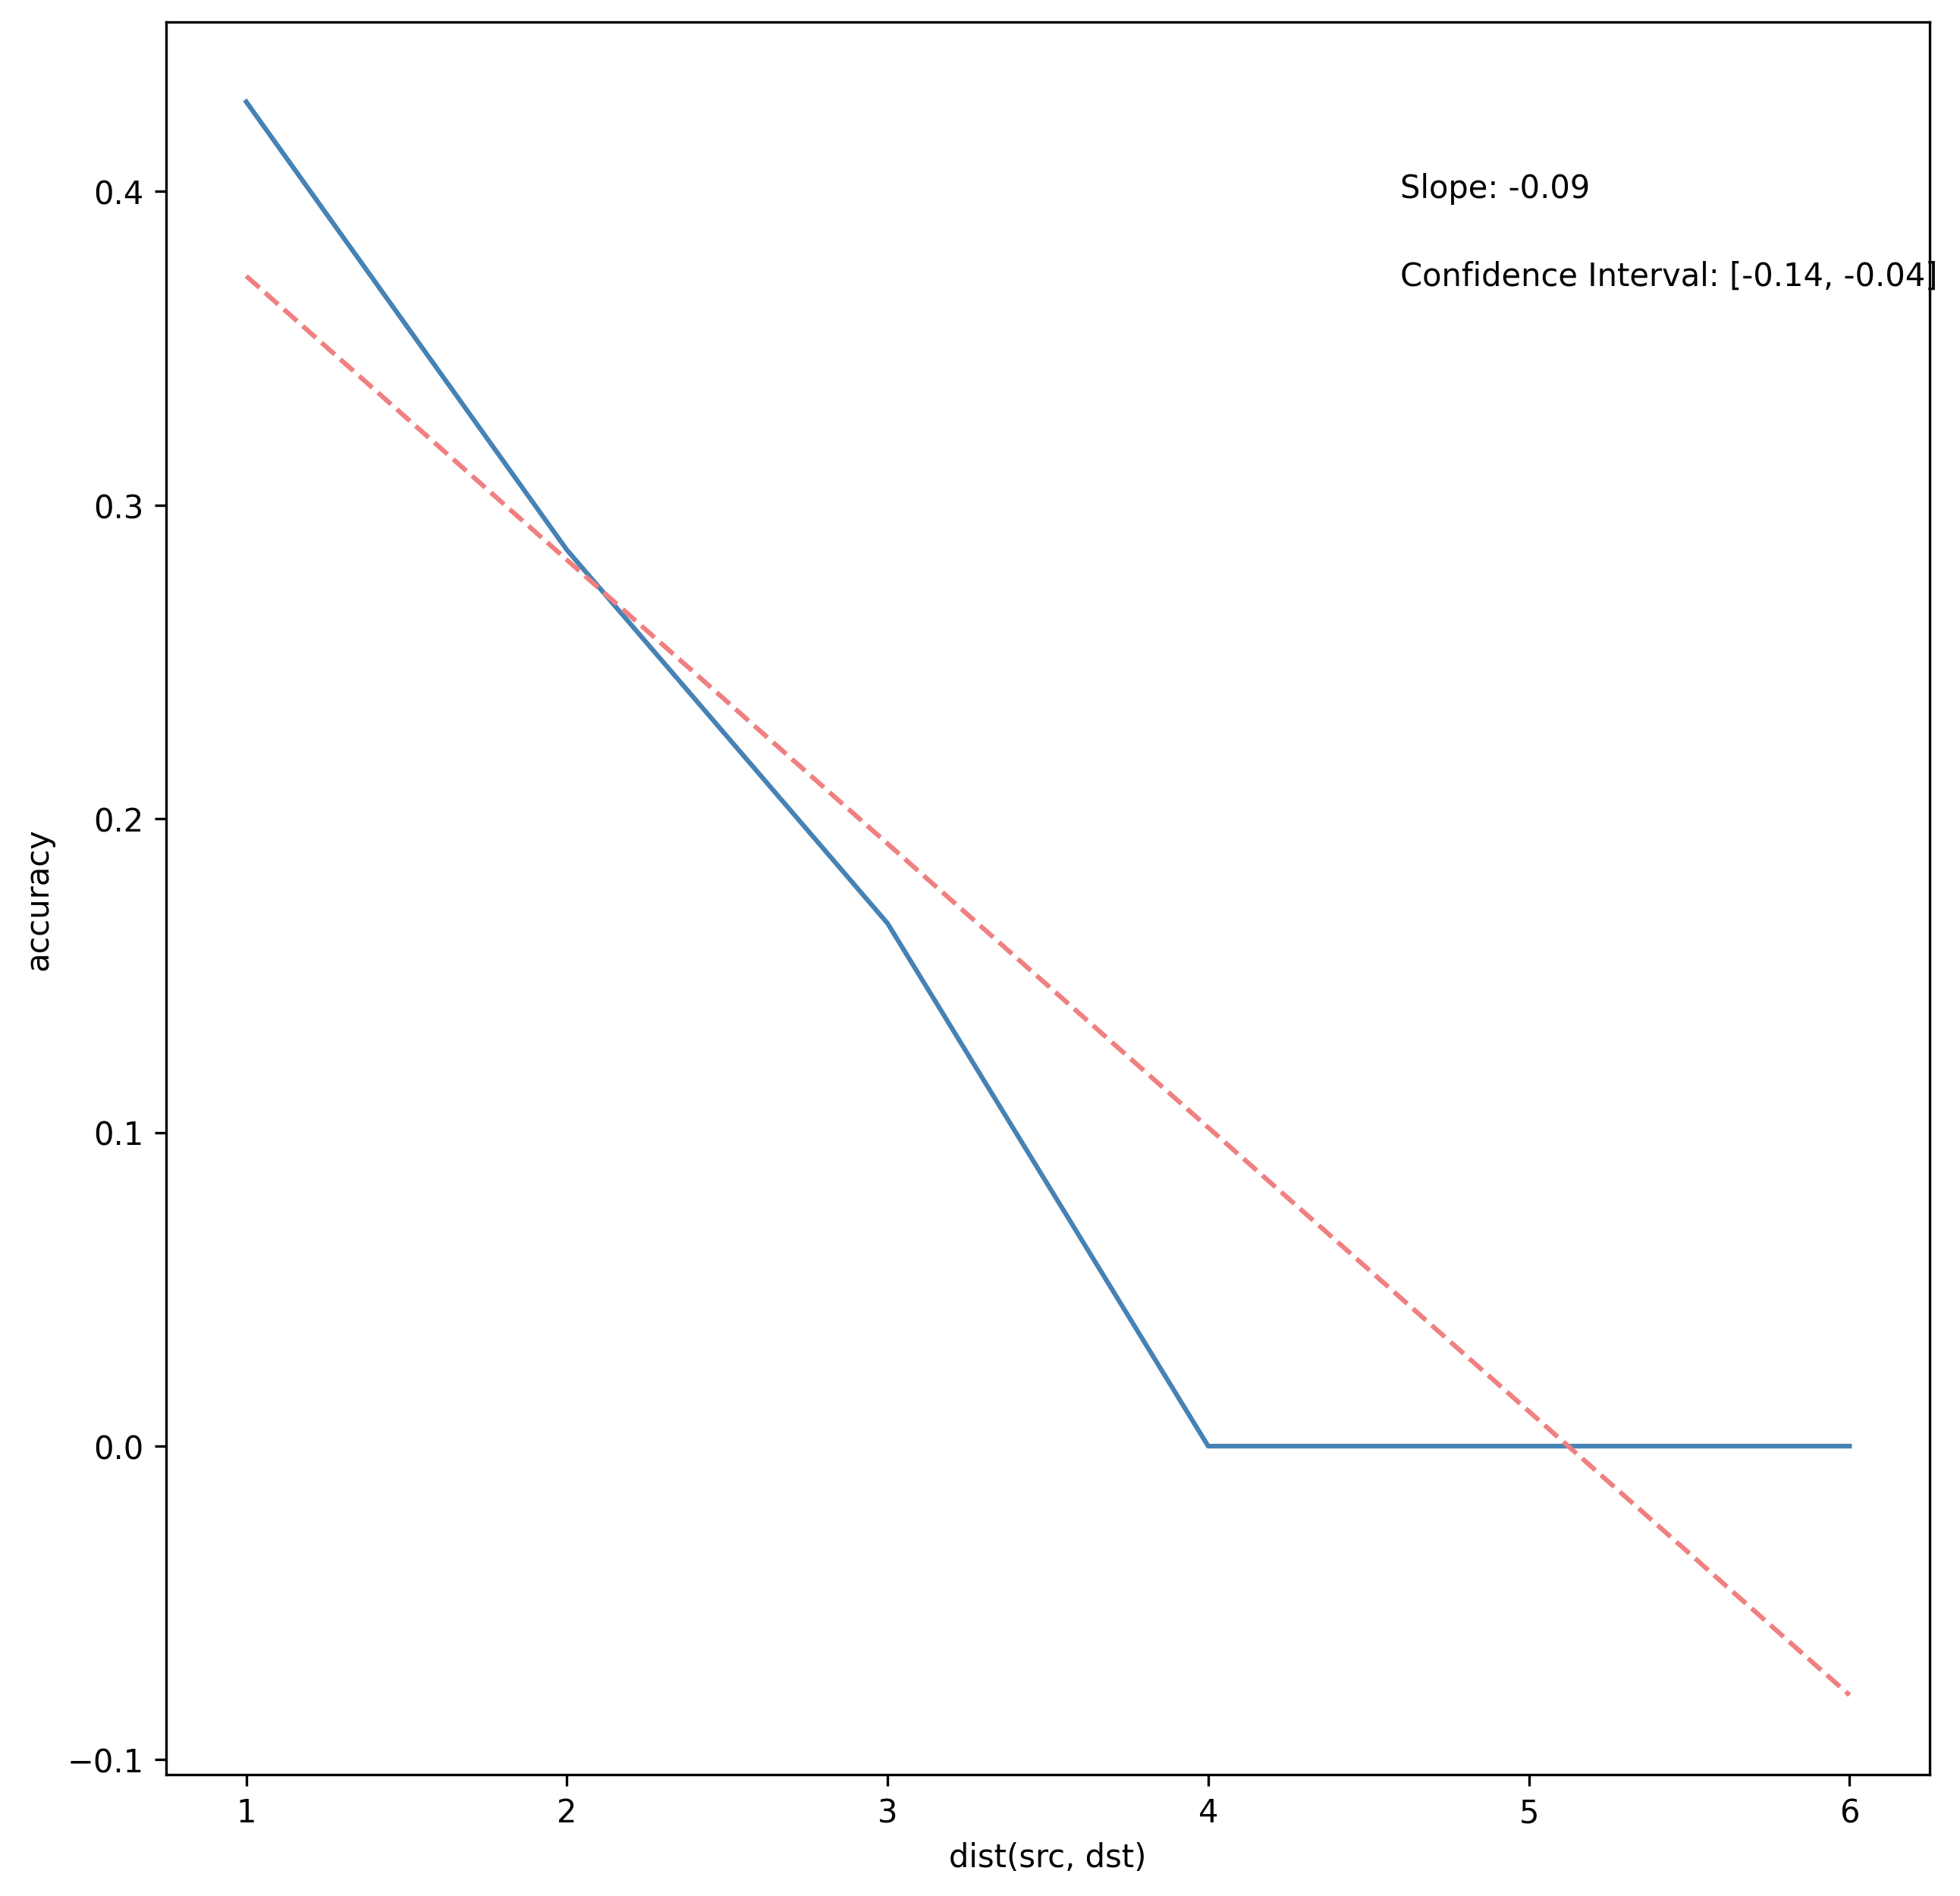 Slope: -0.09
Confidence Interval: [-0.14, -0.04]
0.4
0.3
0.2
0.1
0.0
−0.1
accuracy
1 2 3 4 5 6
dist(src, dst)